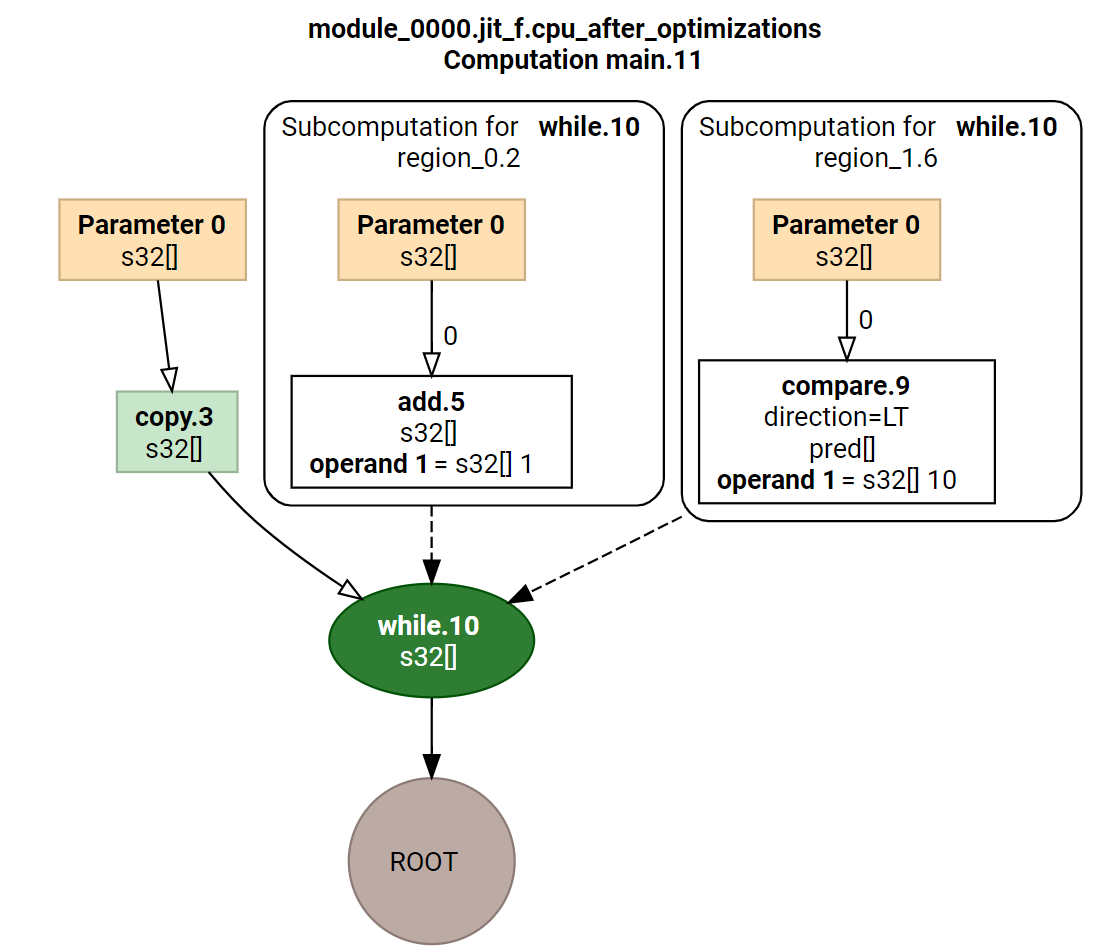 module_0000.jit_f.cpu_after_optimizations
Computation main.11
Subcomputation for while.10
region_0.2
Subcomputation for while.10
region_1.6
Parameter 0
s32[]
Parameter 0
s32[]
Parameter 0
s32[]
0
0
copy.3
s32[]
add.5
s32[]
operand 1 = s32[] 1
compare.9
direction=LT
pred[]
operand 1 = s32[] 10
while.10
s32[]
ROOT